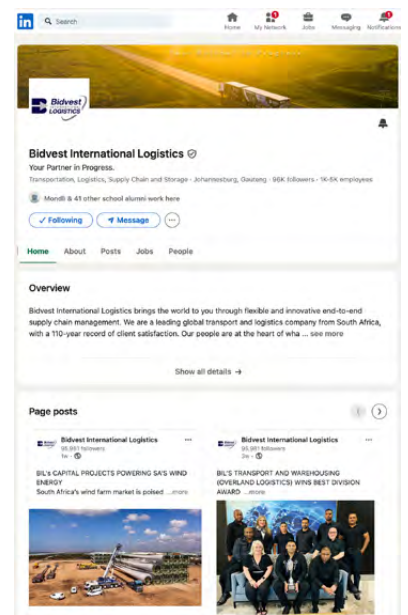 in
Search
Home
My Network
Jobs
Messaging
Notifications
Bidvest
LOGISTICS
Bidvest International Logistics
Your Partner in Progress.
Transportation, Logistics, Supply Chain and Storage · Johannesburg, Gauteng · 96K followers · 1K-5K employees
Mondli & 41 other school alumni work here
✓ Following
Message
Home
About
Posts
Jobs
People
Overview
Bidvest International Logistics brings the world to you through flexible and innovative end-to-end
supply chain management. We are a leading global transport and logistics company from South Africa,
with a 110-year record of client satisfaction. Our people are at the heart of wha ... see more
Show all details →
Page posts
Bidvest International Logistics
95,991 followers
1w
BIL's CAPITAL PROJECTS POWERING SA'S WIND
ENERGY
South Africa's wind farm market is poised ...more
Bidvest International Logistics
95,991 followers
2w
BIL'S TRANSPORT AND WAREHOUSING
(OVERLAND LOGISTICS) WINS BEST DIVISION
AWARD ...more